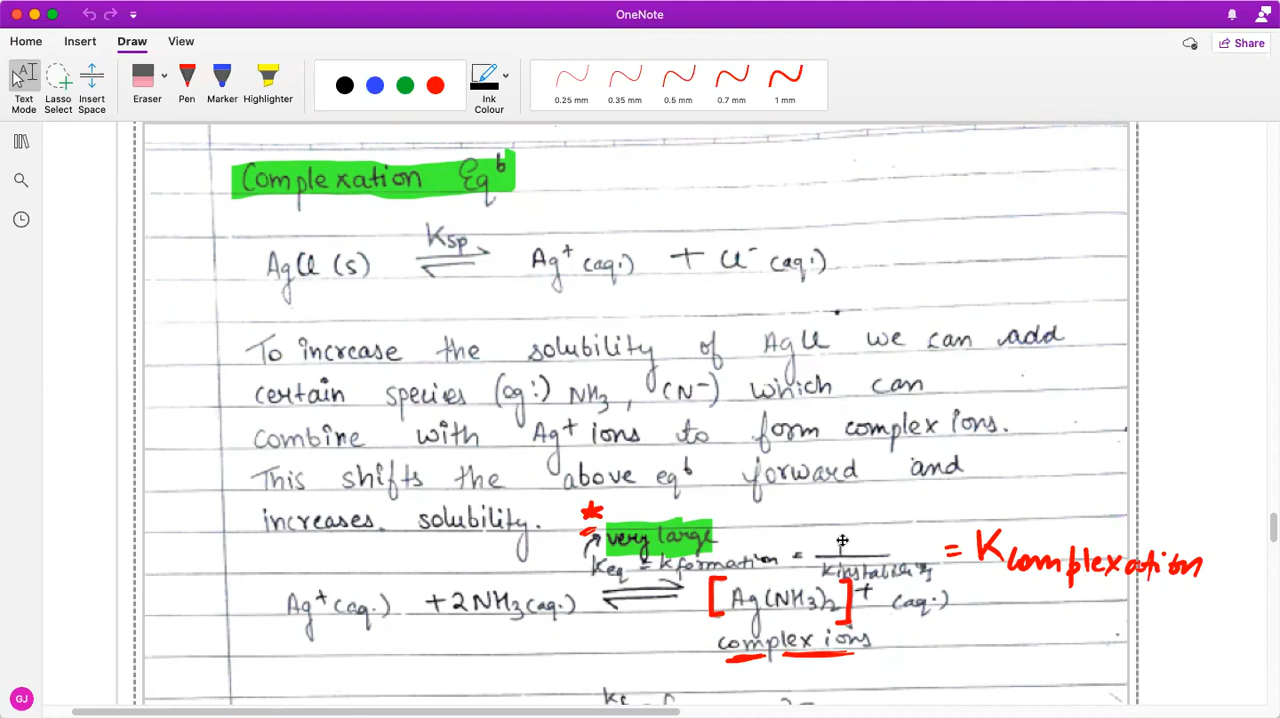 OneNote
Home Insert Draw View Share
Text Mode
Lasso Select
Insert Space
Eraser
Pen
Marker
Highlighter
Ink Colour
0.25 mm 0.35 mm 0.5 mm 0.7 mm 1 mm
Complexation Eqᵇ
AgCl (s) ⇌ Ksp Ag⁺ (aq.) + Cl⁻ (aq.)
To increase the solubility of AgCl we can add
certain species (eg:) NH₃, (N⁻) which can
combine with Ag⁺ ions to form complex ions.
This shifts the above eqᵇ forward and
increases solubility.
* very large
Keq = Kformation = 1/Kinstability = Kcomplexation
Ag⁺(aq.) + 2NH₃(aq.) ⇌ [Ag(NH₃)₂]⁺ (aq.)
complex ions
GJ